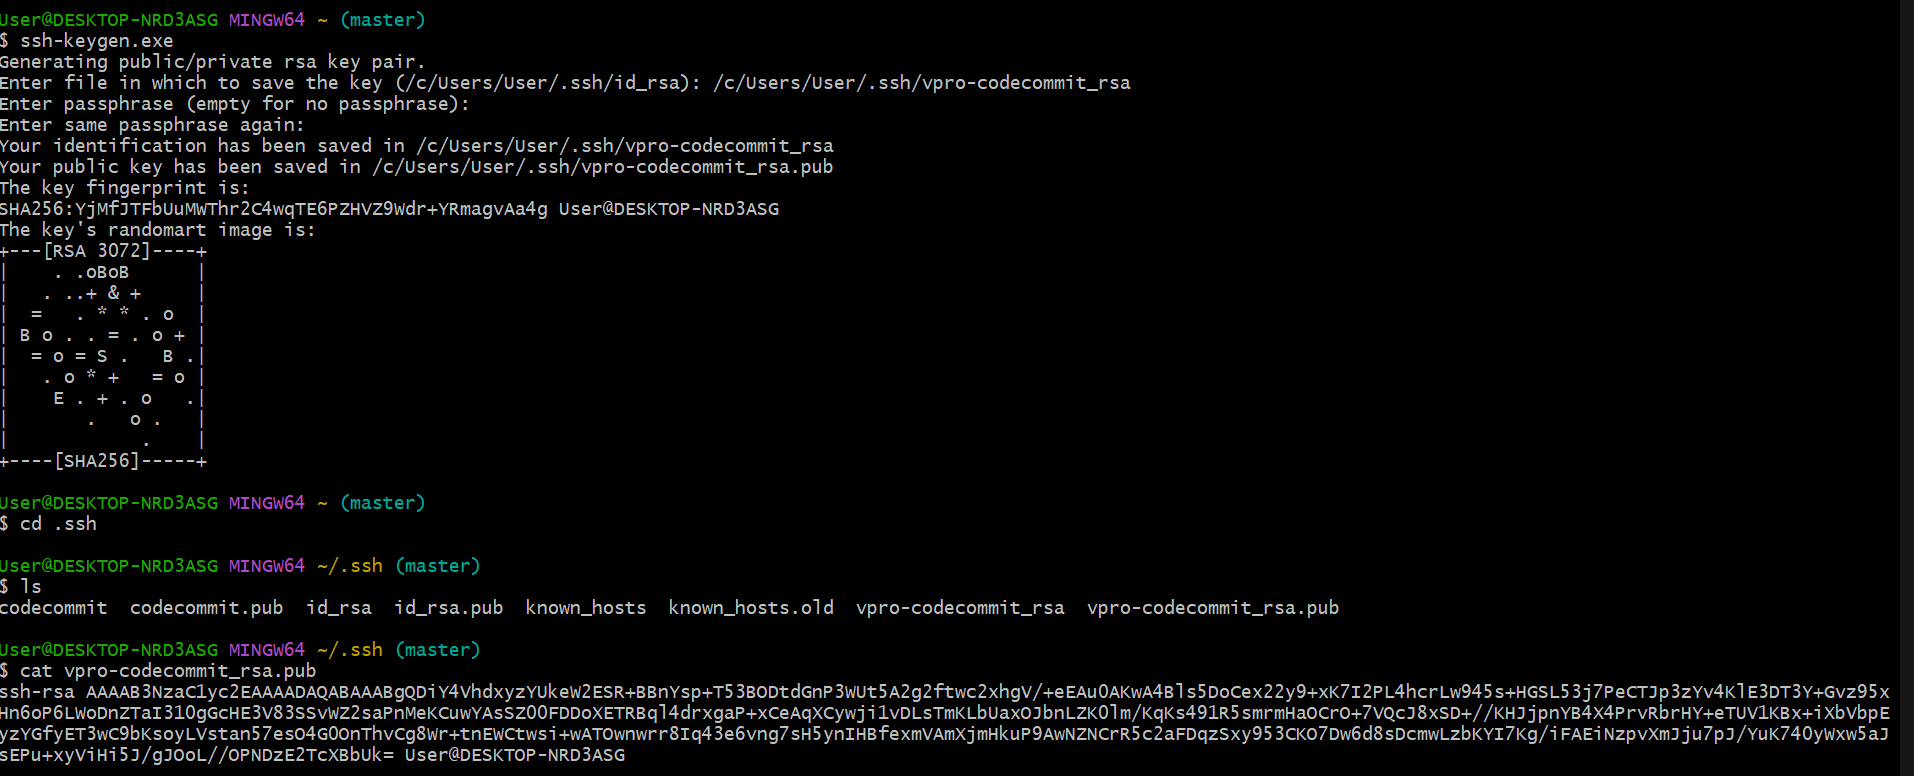 User@DESKTOP-NRD3ASG MINGW64 ~ (master)
$ ssh-keygen.exe
Generating public/private rsa key pair.
Enter file in which to save the key (/c/Users/User/.ssh/id_rsa): /c/Users/User/.ssh/vpro-codecommit_rsa
Enter passphrase (empty for no passphrase):
Enter same passphrase again:
Your identification has been saved in /c/Users/User/.ssh/vpro-codecommit_rsa
Your public key has been saved in /c/Users/User/.ssh/vpro-codecommit_rsa.pub
The key fingerprint is:
SHA256:YjMfJTFbUuMWThr2C4wqTE6PZHVZ9Wdr+YRmagvAa4g User@DESKTOP-NRD3ASG
The key's randomart image is:
+---[RSA 3072]----+
|    . .oBoB      |
|   . ..+ & +     |
|  =   . * * . o  |
| B o . . = . o + |
|  = o = S .   B .|
|   . o * +   = o |
|    E . + . o   .|
|       .   o .   |
|            .    |
+----[SHA256]-----+
User@DESKTOP-NRD3ASG MINGW64 ~ (master)
$ cd .ssh
User@DESKTOP-NRD3ASG MINGW64 ~/.ssh (master)
$ ls
codecommit  codecommit.pub  id_rsa  id_rsa.pub  known_hosts  known_hosts.old  vpro-codecommit_rsa  vpro-codecommit_rsa.pub
User@DESKTOP-NRD3ASG MINGW64 ~/.ssh (master)
$ cat vpro-codecommit_rsa.pub
ssh-rsa AAAAB3NzaC1yc2EAAAADAQABAAABgQDiY4VhdxyzYUkeW2ESR+BBnYsp+T53BODtdGnP3WUt5A2g2ftwc2xhgV/+eEAu0AKwA4Bls5DoCex22y9+xK7I2PL4hcrLw945s+HGSL53j7PeCTJp3zYv4KlE3DT3Y+Gvz95x
Hn6oP6LWoDnZTaI310gGcHE3V83SSvWZ2saPnMeKCuwYAsSZ00FDDoXETRBql4drxgaP+xCeAqXCywji1vDLsTmKLbUaxOJbnLZK0lm/KqKs491R5smrmHaOCrO+7VQcJ8xSD+//KHJjpnYB4X4PrvRbrHY+eTUV1KBx+iXbVbpE
yzYGfyET3wC9bKsoyLVstan57esO4G0OnThvCg8Wr+tnEWCtwsi+wATOwnwrr8Iq43e6vng7sH5ynIHBfexmVAmXjmHkuP9AwNZNCrR5c2aFDqzSxy953CKO7Dw6d8sDcmwLzbKYI7Kg/iFAEiNzpvXmJju7pJ/YuK740yWxw5aJ
sEPu+xyViHi5J/gJOoL//OPNDzE2TcXBbUk= User@DESKTOP-NRD3ASG